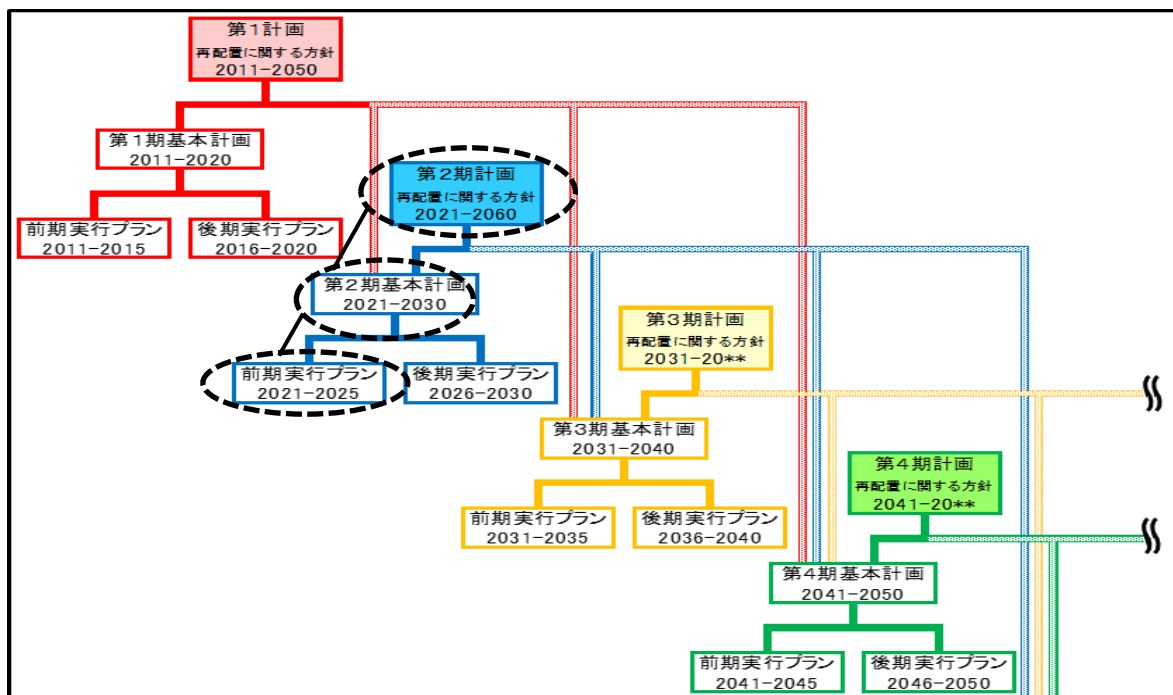 第1計画
再配置に関する方針
2011-2050
第1期基本計画
2011-2020
前期実行プラン
2011-2015
後期実行プラン
2016-2020
第2期計画
再配置に関する方針
2021-2060
第2期基本計画
2021-2030
前期実行プラン
2021-2025
後期実行プラン
2026-2030
第3期計画
再配置に関する方針
2031-20**
第3期基本計画
2031-2040
前期実行プラン
2031-2035
後期実行プラン
2036-2040
第4期計画
再配置に関する方針
2041-20**
第4期基本計画
2041-2050
前期実行プラン
2041-2045
後期実行プラン
2046-2050